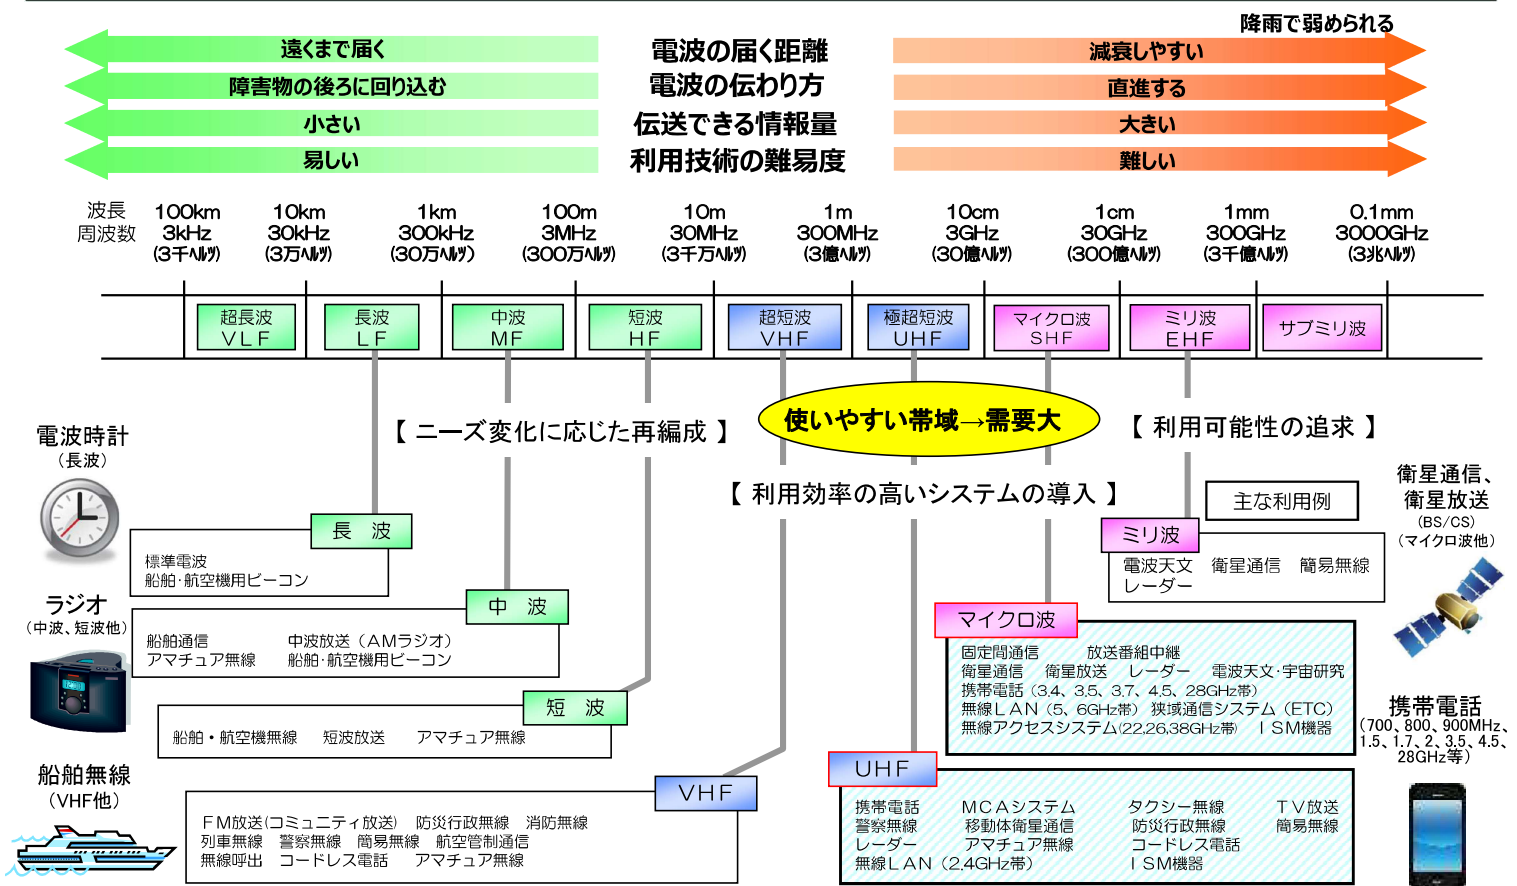 降雨で弱められる
遠くまで届く 電波の届く距離 減衰しやすい
障害物の後ろに回り込む 電波の伝わり方 直進する
小さい 伝送できる情報量 大きい
易しい 利用技術の難易度 難しい
波長 100km 10km 1km 100m 10m 1m 10cm 1cm 1mm 0.1mm
周波数 3kHz 30kHz 300kHz 3MHz 30MHz 300MHz 3GHz 30GHz 300GHz 3000GHz
(3千ﾍﾙﾂ) (3万ﾍﾙﾂ) (30万ﾍﾙﾂ) (300万ﾍﾙﾂ) (3千万ﾍﾙﾂ) (3億ﾍﾙﾂ) (30億ﾍﾙﾂ) (300億ﾍﾙﾂ) (3千億ﾍﾙﾂ) (3兆ﾍﾙﾂ)
超長波 長波 中波 短波 超短波 極超短波 マイクロ波 ミリ波 サブミリ波
VLF LF MF HF VHF UHF SHF EHF
【 ニーズ変化に応じた再編成 】
使いやすい帯域→需要大
【 利用可能性の追求 】
【 利用効率の高いシステムの導入 】
主な利用例
電波時計
(長波)
長 波
標準電波
船舶･航空機用ビーコン
ラジオ
(中波、短波他)
中 波
船舶通信 中波放送（AMラジオ）
アマチュア無線 船舶･航空機用ビーコン
短 波
船舶・航空機無線 短波放送 アマチュア無線
船舶無線
(VHF他)
VHF
FM放送(コミュニティ放送) 防災行政無線 消防無線
列車無線 警察無線 簡易無線 航空管制通信
無線呼出 コードレス電話 アマチュア無線
ミリ波
電波天文 衛星通信 簡易無線
レーダー
衛星通信、
衛星放送
(BS/CS)
(マイクロ波他)
マイクロ波
固定間通信 放送番組中継
衛星通信 衛星放送 レーダー 電波天文･宇宙研究
携帯電話（3.4、3.5、3.7、4.5、28GHz帯）
無線LAN（5、6GHz帯） 狭域通信システム（ETC）
無線アクセスシステム(22,26,38GHz帯) ISM機器
携帯電話
(700、800、900MHz、
1.5、1.7、2、3.5、4.5、
28GHz等)
UHF
携帯電話 MCAシステム タクシー無線 TV放送
警察無線 移動体衛星通信 防災行政無線 簡易無線
レーダー アマチュア無線 コードレス電話
無線LAN（2.4GHz帯） ISM機器